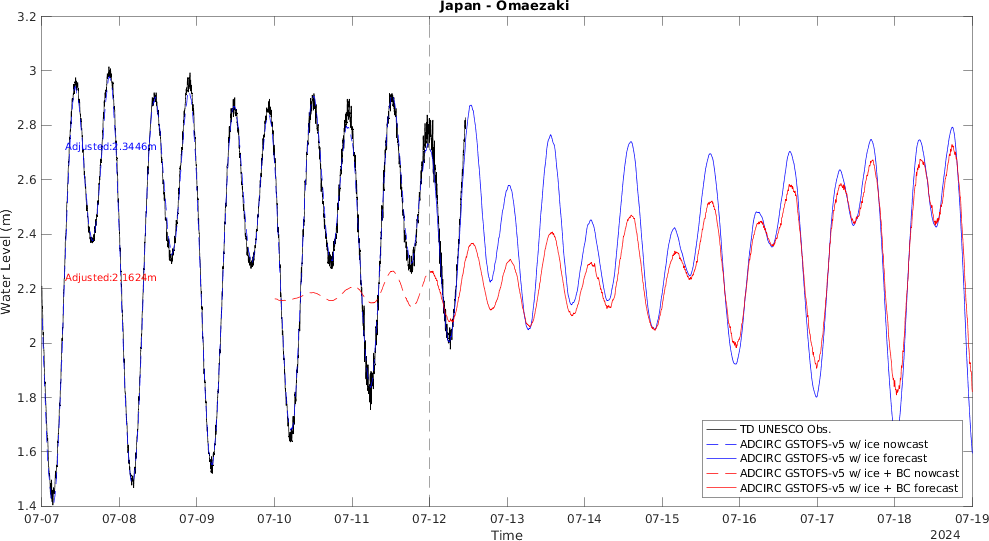 Japan - Omaezaki
3.2
3
2.8
2.6
2.4
2.2
2
1.8
1.6
1.4
Water Level (m)
Adjusted:2.3446m
Adjusted:2.1624m
TD UNESCO Obs.
ADCIRC GSTOFS-v5 w/ ice nowcast
ADCIRC GSTOFS-v5 w/ ice forecast
ADCIRC GSTOFS-v5 w/ ice + BC nowcast
ADCIRC GSTOFS-v5 w/ ice + BC forecast
07-07 07-08 07-09 07-10 07-11 07-12 07-13 07-14 07-15 07-16 07-17 07-18 07-19
Time
2024